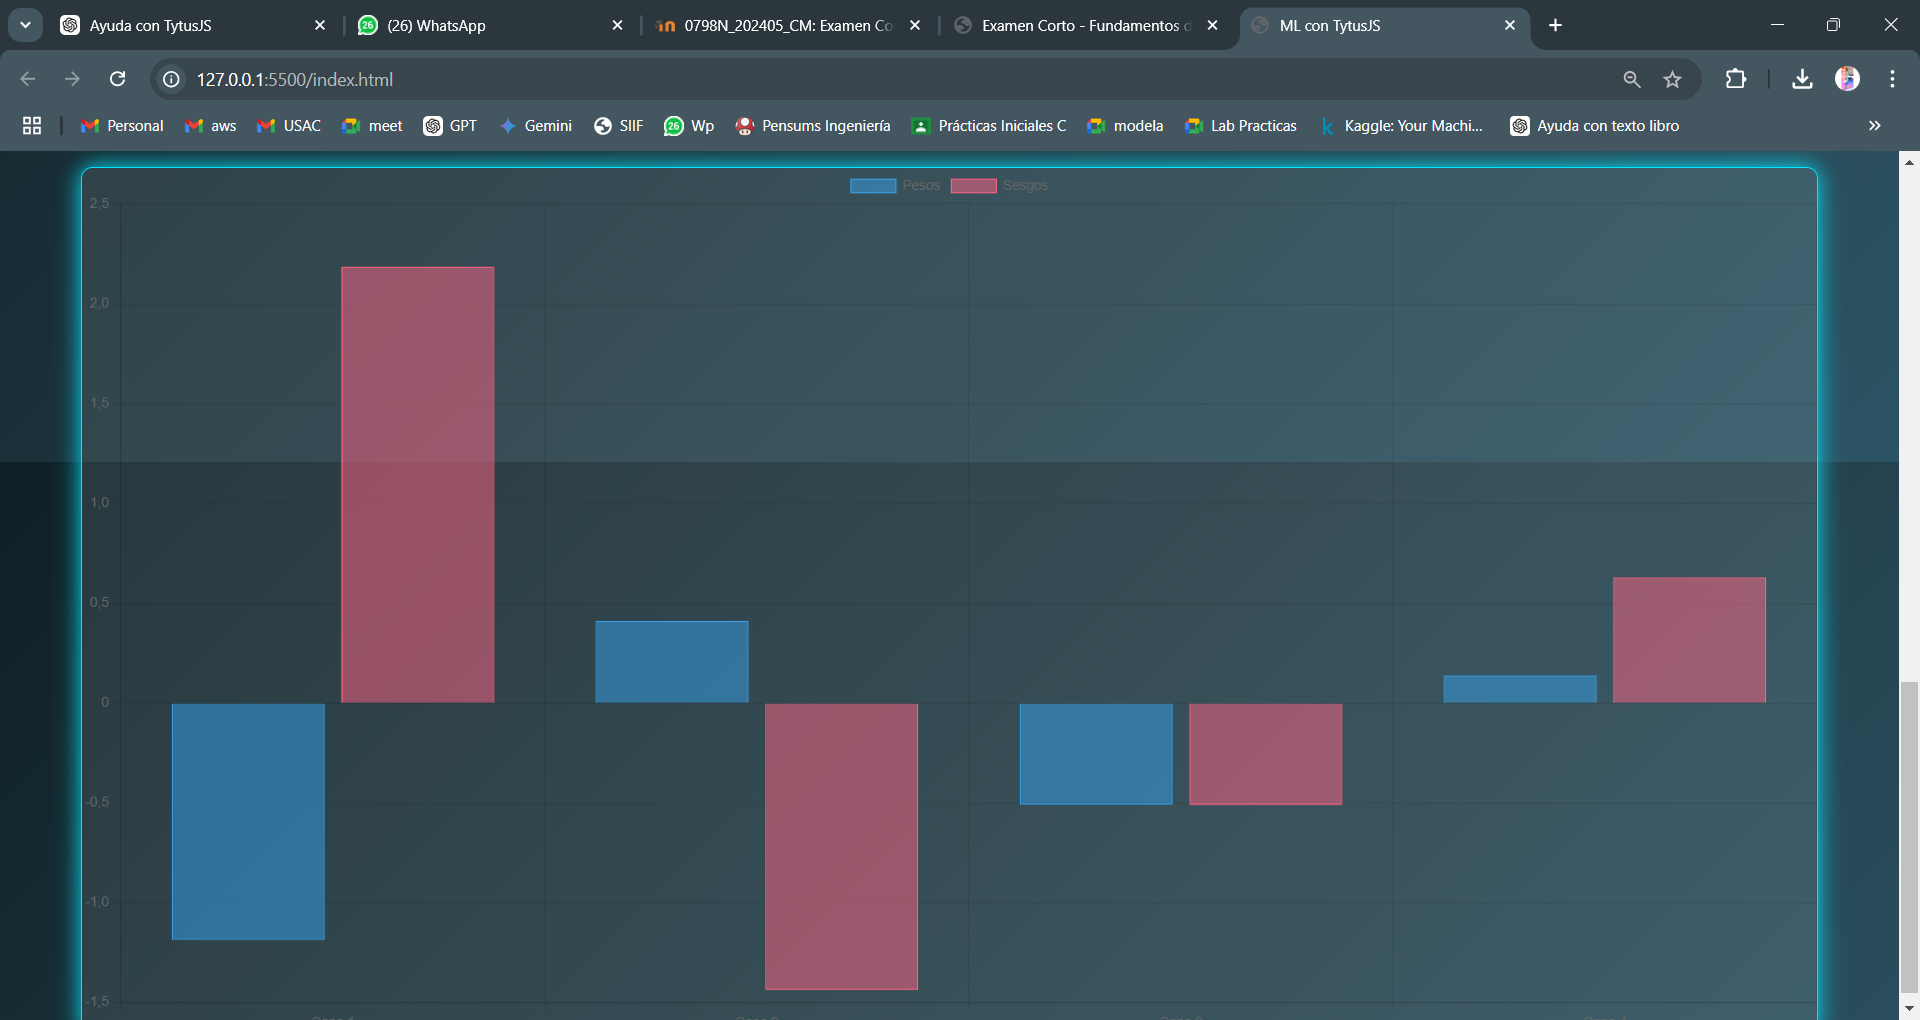 Ayuda con TytusJS
(26) WhatsApp
0798N_202405_CM: Examen Co
Examen Corto - Fundamentos d
ML con TytusJS
127.0.0.1:5500/index.html
Personal
aws
USAC
meet
GPT
Gemini
SIIF
26
Wp
Pensums Ingeniería
Prácticas Iniciales C
modela
Lab Practicas
Kaggle: Your Machi...
Ayuda con texto libro
Pesos
Sesgos
2,5
2,0
1,5
1,0
0,5
0
-0,5
-1,0
-1,5